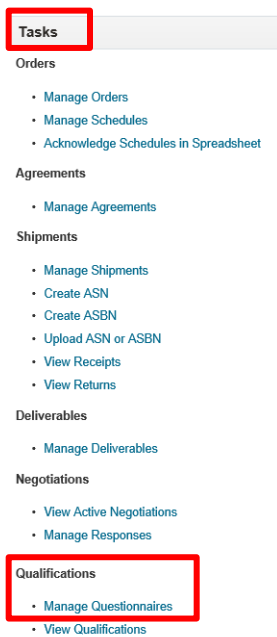 Tasks
Orders
• Manage Orders
• Manage Schedules
• Acknowledge Schedules in Spreadsheet
Agreements
• Manage Agreements
Shipments
• Manage Shipments
• Create ASN
• Create ASBN
• Upload ASN or ASBN
• View Receipts
• View Returns
Deliverables
• Manage Deliverables
Negotiations
• View Active Negotiations
• Manage Responses
Qualifications
• Manage Questionnaires
• View Qualifications